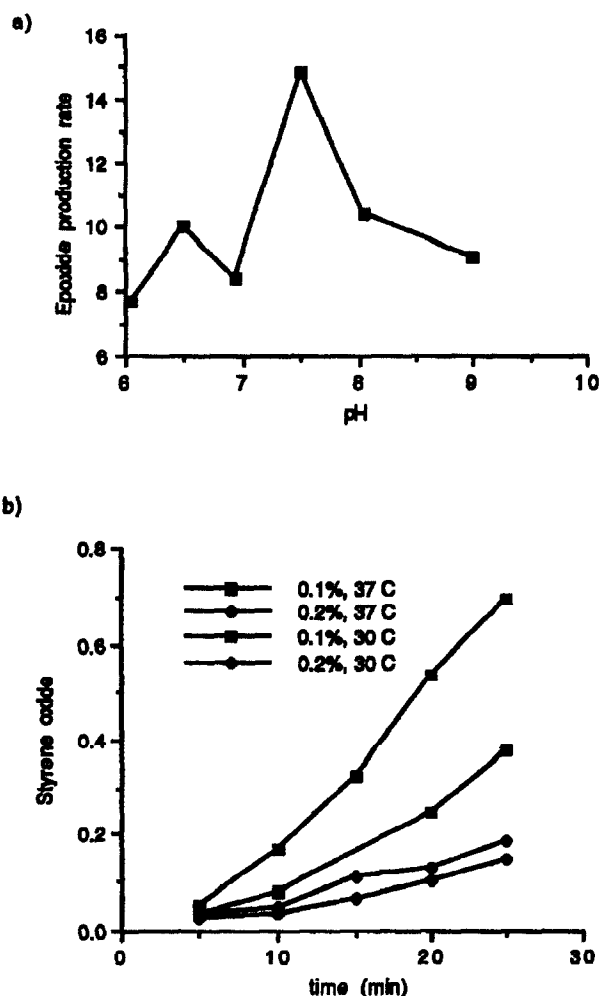 a)
16
14
12
10
8
6
Epoxide production rate
6 7 8 9 10
pH
b)
0.8
0.6
0.4
0.2
0.0
Styrene oxide
0.1%, 37 C
0.2%, 37 C
0.1%, 30 C
0.2%, 30 C
0 10 20 30
time (min)